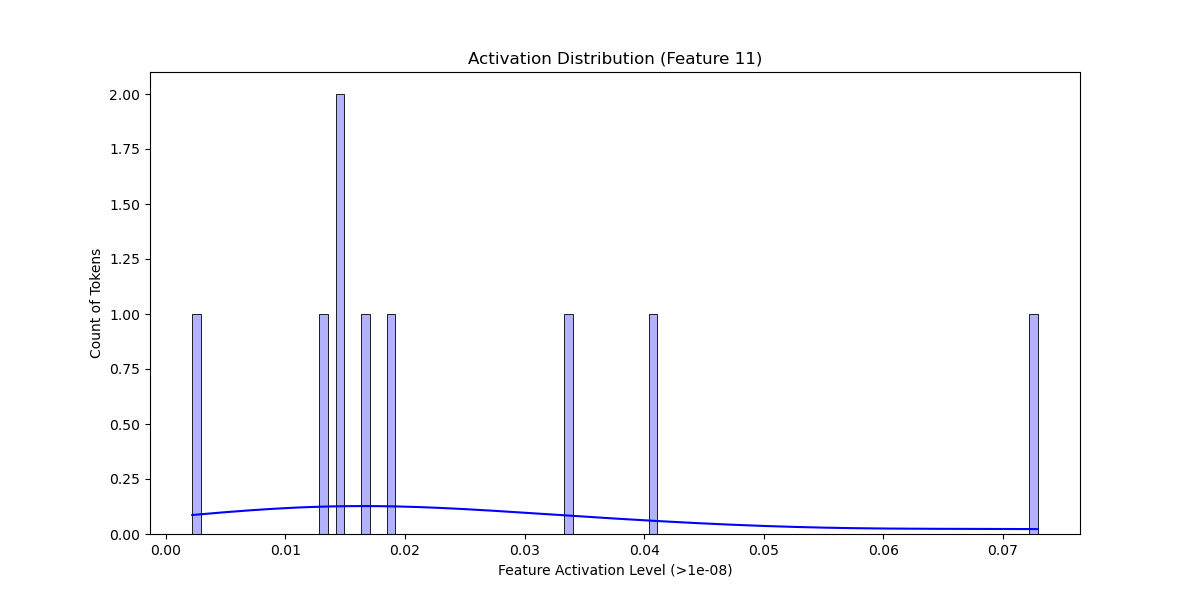 Activation Distribution (Feature 11)
2.00
1.75
1.50
1.25
1.00
0.75
0.50
0.25
0.00
Count of Tokens
0.00 0.01 0.02 0.03 0.04 0.05 0.06 0.07
Feature Activation Level (>1e-08)